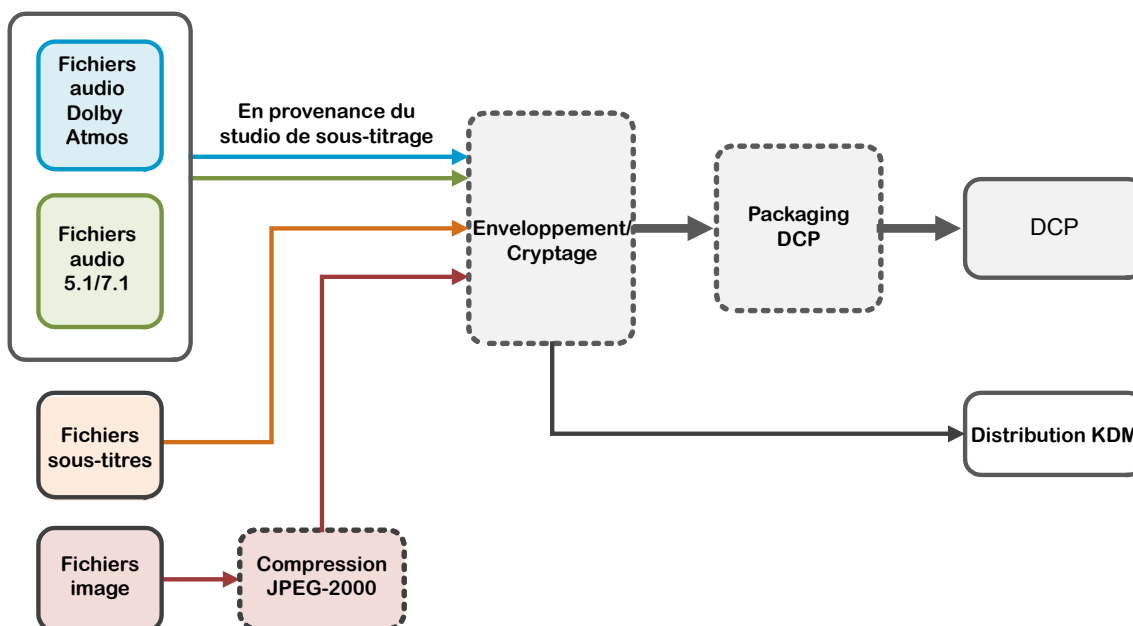 Fichiers
audio
Dolby
Atmos
En provenance du
studio de sous-titrage
Fichiers
audio
5.1/7.1
Enveloppement/
Cryptage
Packaging
DCP
DCP
Fichiers
sous-titres
Distribution KDM
Fichiers
image
Compression
JPEG-2000